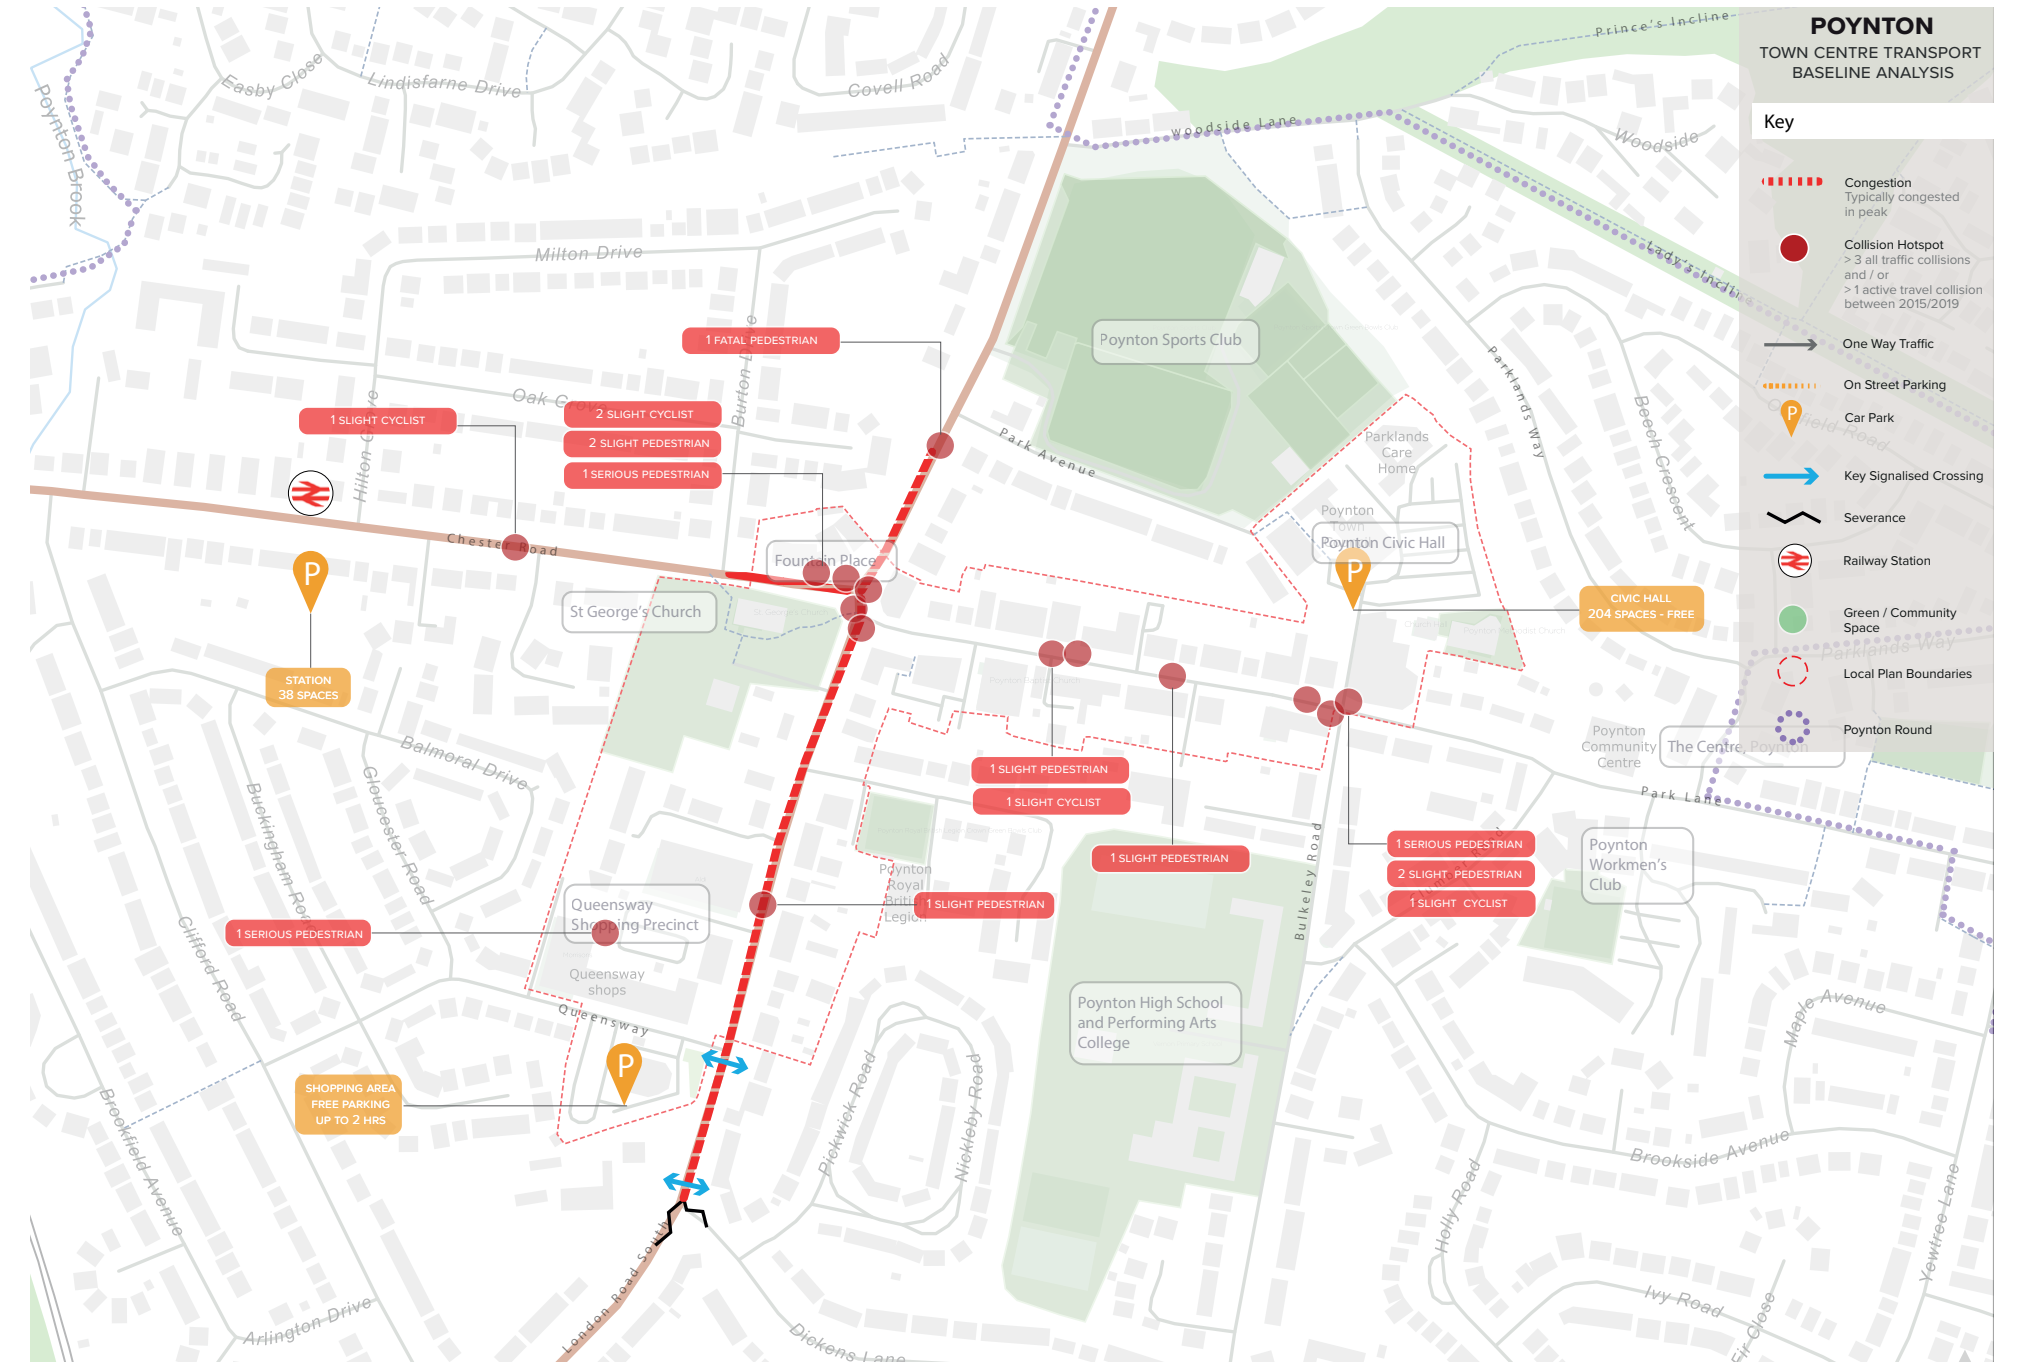 POYNTON
TOWN CENTRE TRANSPORT
BASELINE ANALYSIS
Key
Congestion
Typically congested
in peak
Collision Hotspot
> 3 all traffic collisions
and / or
> 1 active travel collision
between 2015/2019
One Way Traffic
On Street Parking
P
Car Park
Key Signalised Crossing
Severance
Railway Station
Green / Community
Space
Local Plan Boundaries
Poynton Round
Prince's Incline
Easby Close
Lindisfarne Drive
Covell Road
Poynton Brook
woodside Lane
Woodside
Milton Drive
Lady's Incline
Poynton Sports Club
1 FATAL PEDESTRIAN
Burton Drive
Parklands Way
Beech Crescent
Oak Grove
Hilton Grove
1 SLIGHT CYCLIST
2 SLIGHT CYCLIST
2 SLIGHT PEDESTRIAN
1 SERIOUS PEDESTRIAN
Park Avenue
Parklands
Care
Home
Poynton
Town
Poynton Civic Hall
P
Chester Road
Fountain Place
St George's Church
P
STATION
38 SPACES
CIVIC HALL
204 SPACES - FREE
Parklands Way
Poynton
Community
Centre
The Centre, Poynton
Park Lane
Balmoral Drive
Gloucester Road
Buckingham Road
Clifford Road
1 SLIGHT PEDESTRIAN
1 SLIGHT CYCLIST
1 SLIGHT PEDESTRIAN
Bulkeley Road
1 SERIOUS PEDESTRIAN
2 SLIGHT PEDESTRIAN
1 SLIGHT CYCLIST
Poynton
Workmen's
Club
Poynton
Royal
British
Legion
1 SLIGHT PEDESTRIAN
Queensway
Shopping Precinct
1 SERIOUS PEDESTRIAN
Queensway
shops
Queensway
P
SHOPPING AREA
FREE PARKING
UP TO 2 HRS
Poynton High School
and Performing Arts
College
Maple Avenue
Pickwick Road
Nickleby Road
Brookfield Avenue
Brookside Avenue
Holly Road
Yewtree Lane
Ivy Road
Fir Close
London Road South
Arlington Drive
Dickens Lane